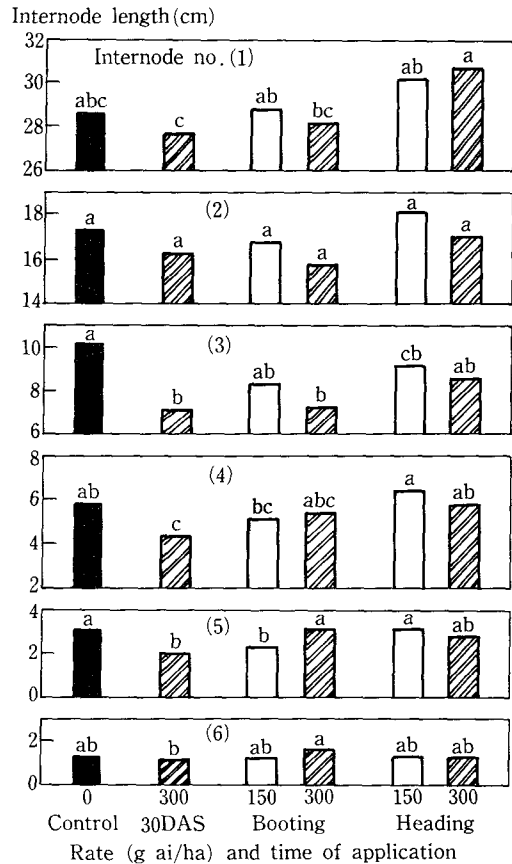 Internode length(cm)
32
30
28
26
Internode no. (1)
abc
c
ab
bc
ab
a
18
16
14
(2)
a
a
a
a
a
a
10
8
6
(3)
a
b
ab
b
cb
ab
8
6
4
2
(4)
ab
c
bc
abc
a
ab
4
2
0
(5)
a
b
b
a
a
ab
2
0
(6)
ab
b
ab
a
ab
ab
0 300 150 300 150 300
Control 30DAS Booting Heading
Rate (g ai/ha) and time of application